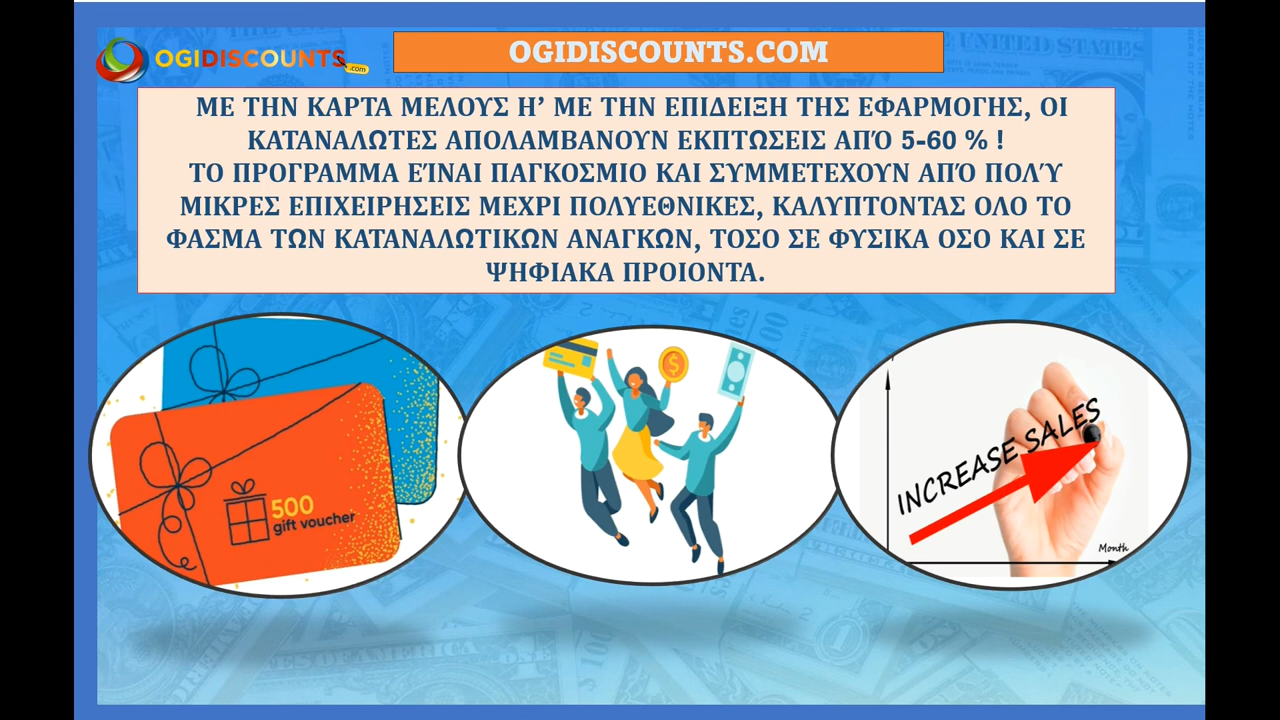 OGIDISCOUNTS
.com
OGIDISCOUNTS.COM
ΜΕ ΤΗΝ ΚΑΡΤΑ ΜΕΛΟΥΣ Η’ ΜΕ ΤΗΝ ΕΠΙΔΕΙΞΗ ΤΗΣ ΕΦΑΡΜΟΓΗΣ, ΟΙ
ΚΑΤΑΝΑΛΩΤΕΣ ΑΠΟΛΑΜΒΑΝΟΥΝ ΕΚΠΤΩΣΕΙΣ ΑΠΌ 5-60 % !
ΤΟ ΠΡΟΓΡΑΜΜΑ ΕΊΝΑΙ ΠΑΓΚΟΣΜΙΟ ΚΑΙ ΣΥΜΜΕΤΕΧΟΥΝ ΑΠΌ ΠΟΛΎ
ΜΙΚΡΕΣ ΕΠΙΧΕΙΡΗΣΕΙΣ ΜΕΧΡΙ ΠΟΛΥΕΘΝΙΚΕΣ, ΚΑΛΥΠΤΟΝΤΑΣ ΟΛΟ ΤΟ
ΦΑΣΜΑ ΤΩΝ ΚΑΤΑΝΑΛΩΤΙΚΩΝ ΑΝΑΓΚΩΝ, ΤΟΣΟ ΣΕ ΦΥΣΙΚΑ ΟΣΟ ΚΑΙ ΣΕ
ΨΗΦΙΑΚΑ ΠΡΟΙΟΝΤΑ.
500
gift voucher
INCREASE SALES
Month